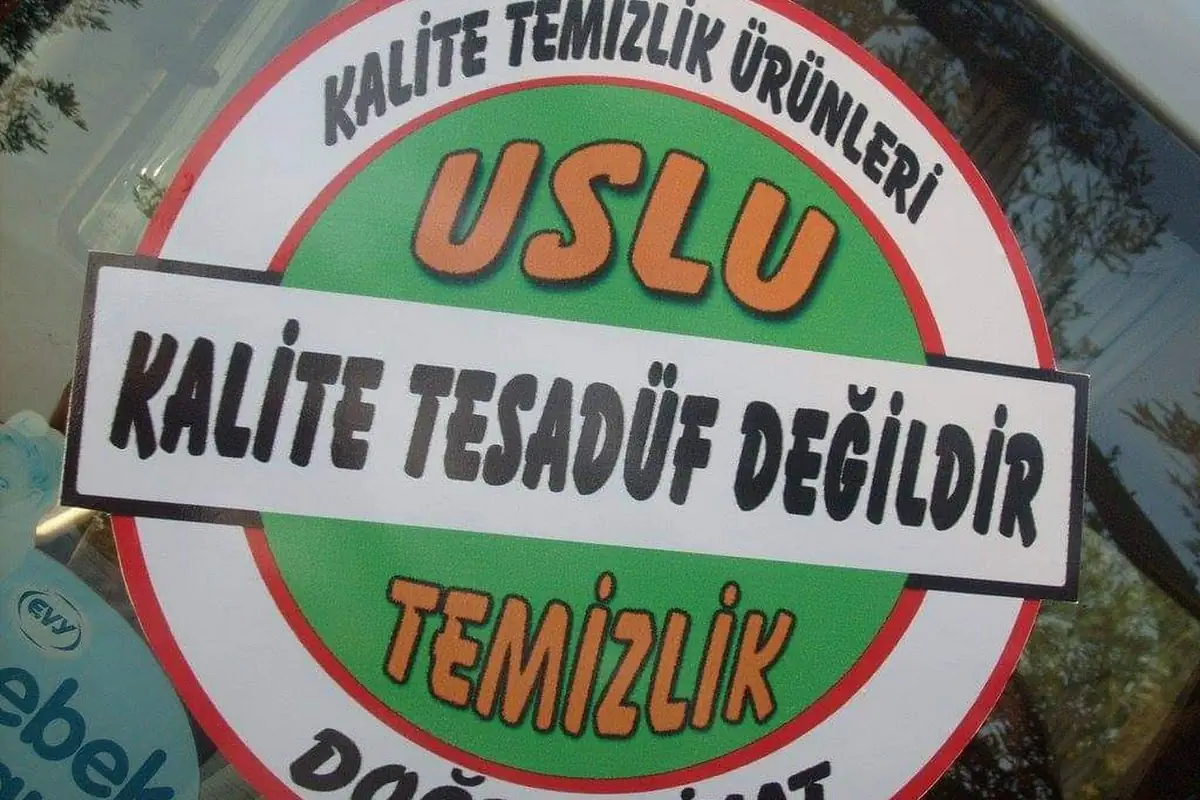 KALİTE TEMİZLİK ÜRÜNLERİ
USLU
KALİTE TESADÜF DEĞİLDİR
TEMİZLİK
EVY